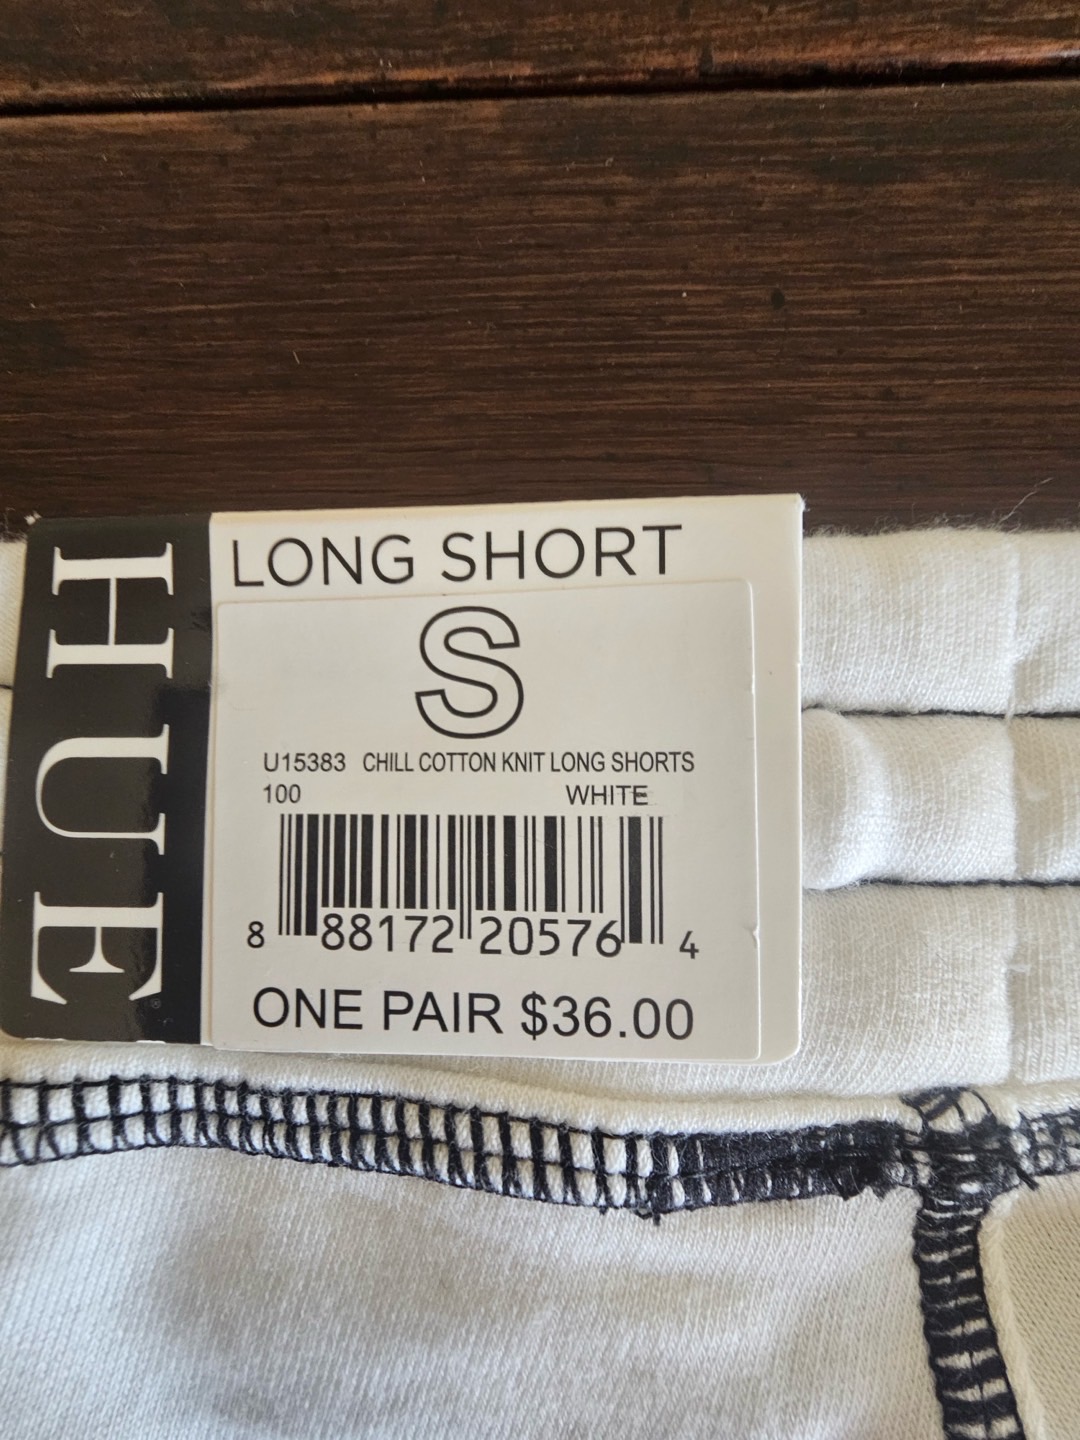 HUE
LONG SHORT
S
U15383 CHILL COTTON KNIT LONG SHORTS
100 WHITE
8 88172 20576 4
ONE PAIR $36.00